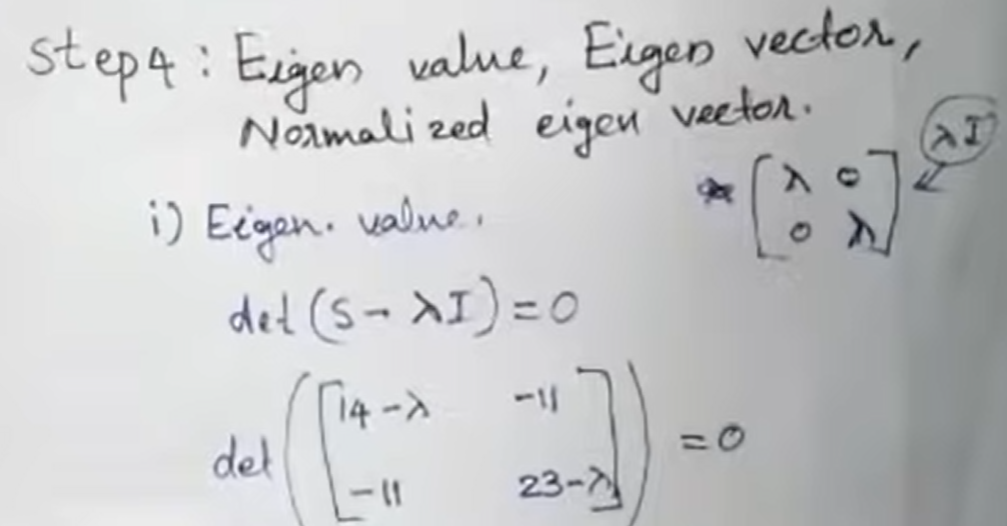 Step4 : Eigen value, Eigen vector,
Normalized eigen vector.
λI
[λ 0
0 λ]
i) Eigen. value.
det (S - λI) = 0
det ([14 - λ -11
-11 23 - λ]) = 0